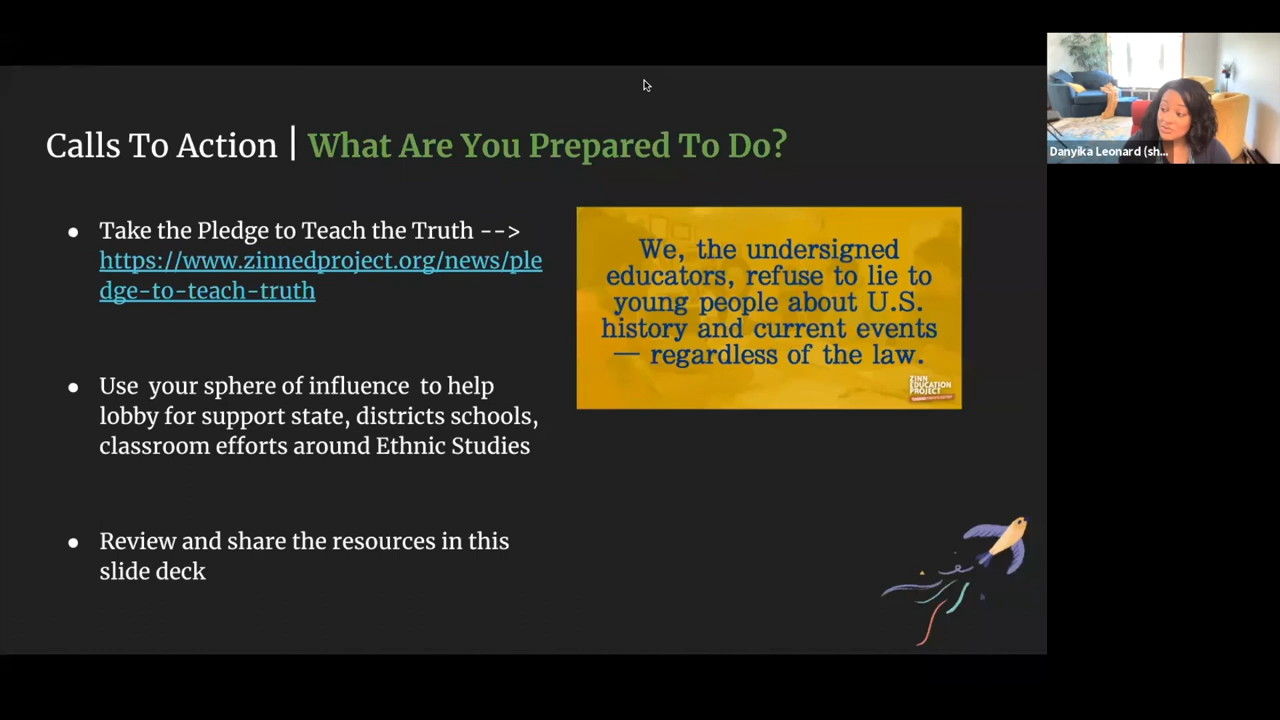 Calls To Action | What Are You Prepared To Do?
● Take the Pledge to Teach the Truth -->
https://www.zinnedproject.org/news/ple
dge-to-teach-truth
● Use your sphere of influence to help
lobby for support state, districts schools,
classroom efforts around Ethnic Studies
● Review and share the resources in this
slide deck
We, the undersigned
educators, refuse to lie to
young people about U.S.
history and current events
— regardless of the law.
ZINN
EDUCATION
PROJECT
Danyika Leonard (sh...